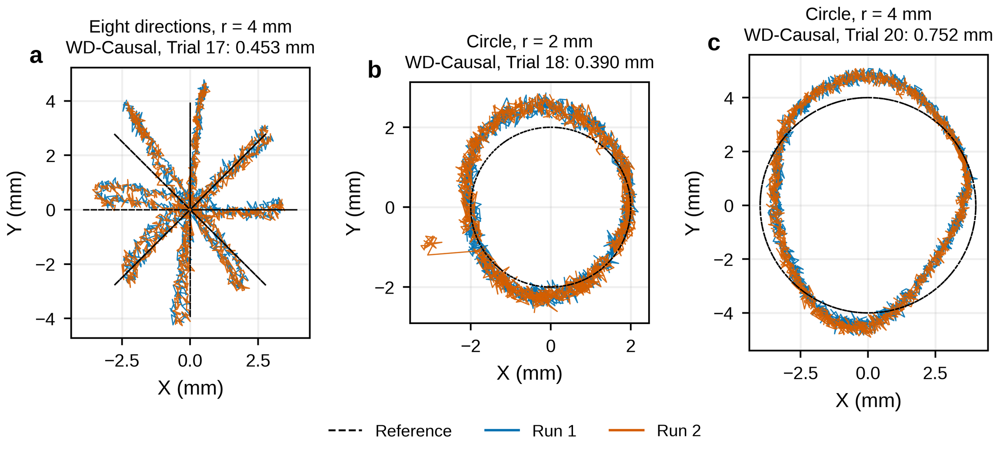 a
Eight directions, r = 4 mm
WD-Causal, Trial 17: 0.453 mm
Y (mm)
4
2
0
−2
−4
−2.5
0.0
2.5
X (mm)
b
Circle, r = 2 mm
WD-Causal, Trial 18: 0.390 mm
Y (mm)
2
0
−2
−2
0
2
X (mm)
c
Circle, r = 4 mm
WD-Causal, Trial 20: 0.752 mm
Y (mm)
4
2
0
−2
−4
−2.5
0.0
2.5
X (mm)
Reference
Run 1
Run 2